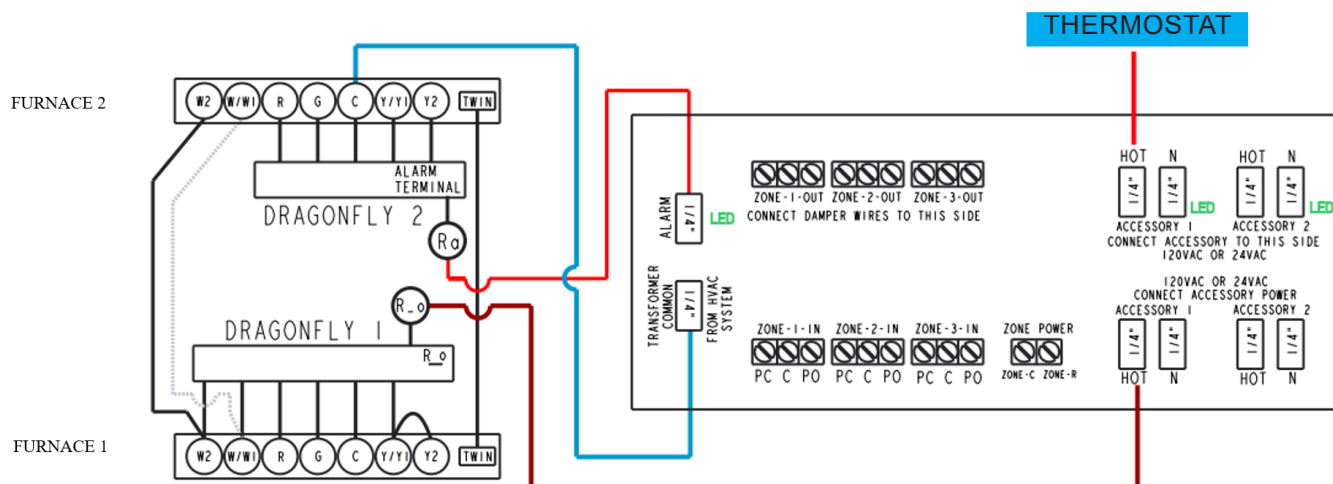 THERMOSTAT
FURNACE 2
W2 W/W1 R G C Y/Y1 Y2 TWIN
ALARM
TERMINAL
DRAGONFLY 2
Ra
R_o
DRAGONFLY 1
R_o
FURNACE 1
W2 W/W1 R G C Y/Y1 Y2 TWIN
ALARM
1/4"
LED
TRANSFORMER
COMMON
1/4"
FROM HVAC
SYSTEM
ZONE-1-OUT ZONE-2-OUT ZONE-3-OUT
CONNECT DAMPER WIRES TO THIS SIDE
ZONE-1-IN ZONE-2-IN ZONE-3-IN
PC C PO PC C PO PC C PO
ZONE POWER
ZONE-C ZONE-R
HOT N HOT N
1/4" 1/4" 1/4" 1/4"
LED LED
ACCESSORY 1 ACCESSORY 2
CONNECT ACCESSORY TO THIS SIDE
120VAC OR 24VAC
120VAC OR 24VAC
CONNECT ACCESSORY POWER
ACCESSORY 1 ACCESSORY 2
1/4" 1/4" 1/4" 1/4"
HOT N HOT N